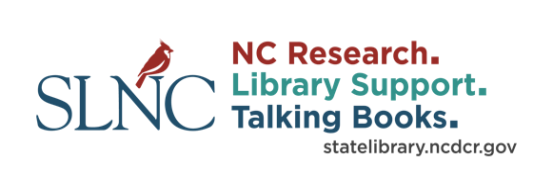 SLNC
NC Research.
Library Support.
Talking Books.
statelibrary.ncdcr.gov